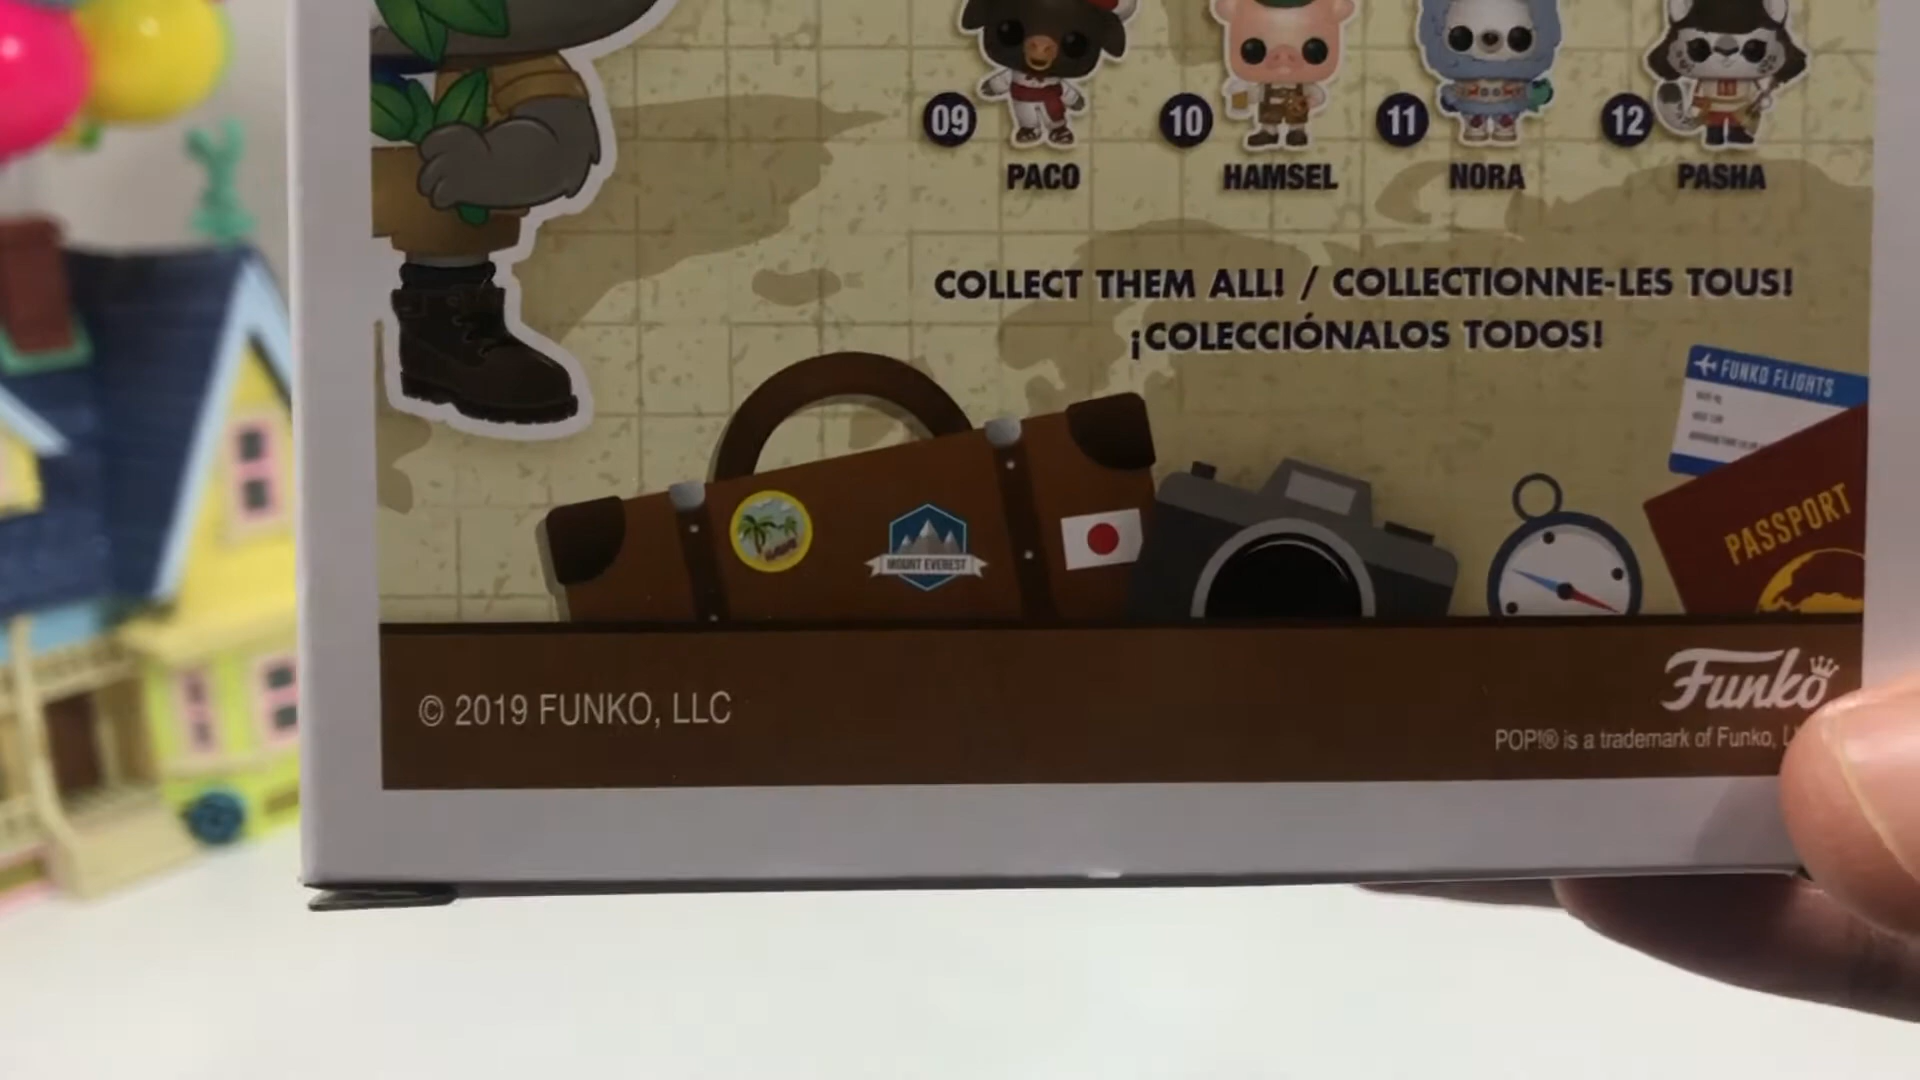 09
PACO
10
HAMSEL
11
NORA
12
PASHA
COLLECT THEM ALL! / COLLECTIONNE-LES TOUS!
¡COLECCIÓNALOS TODOS!
FUNKO FLIGHTS
MOUNT EVEREST
PASSPORT
© 2019 FUNKO, LLC
Funko
POP!® is a trademark of Funko,